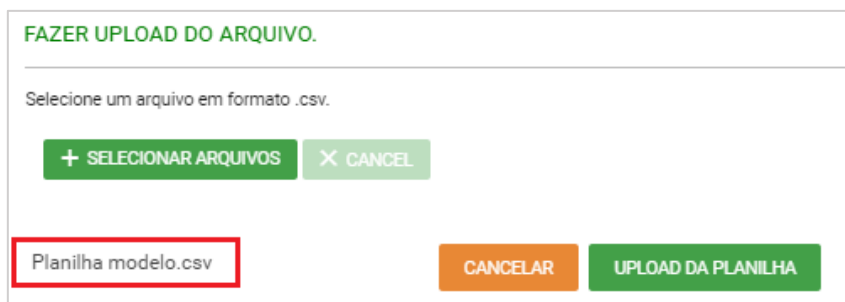 FAZER UPLOAD DO ARQUIVO.
Selecione um arquivo em formato .csv.
+ SELECIONAR ARQUIVOS
× CANCEL
Planilha modelo.csv
CANCELAR
UPLOAD DA PLANILHA